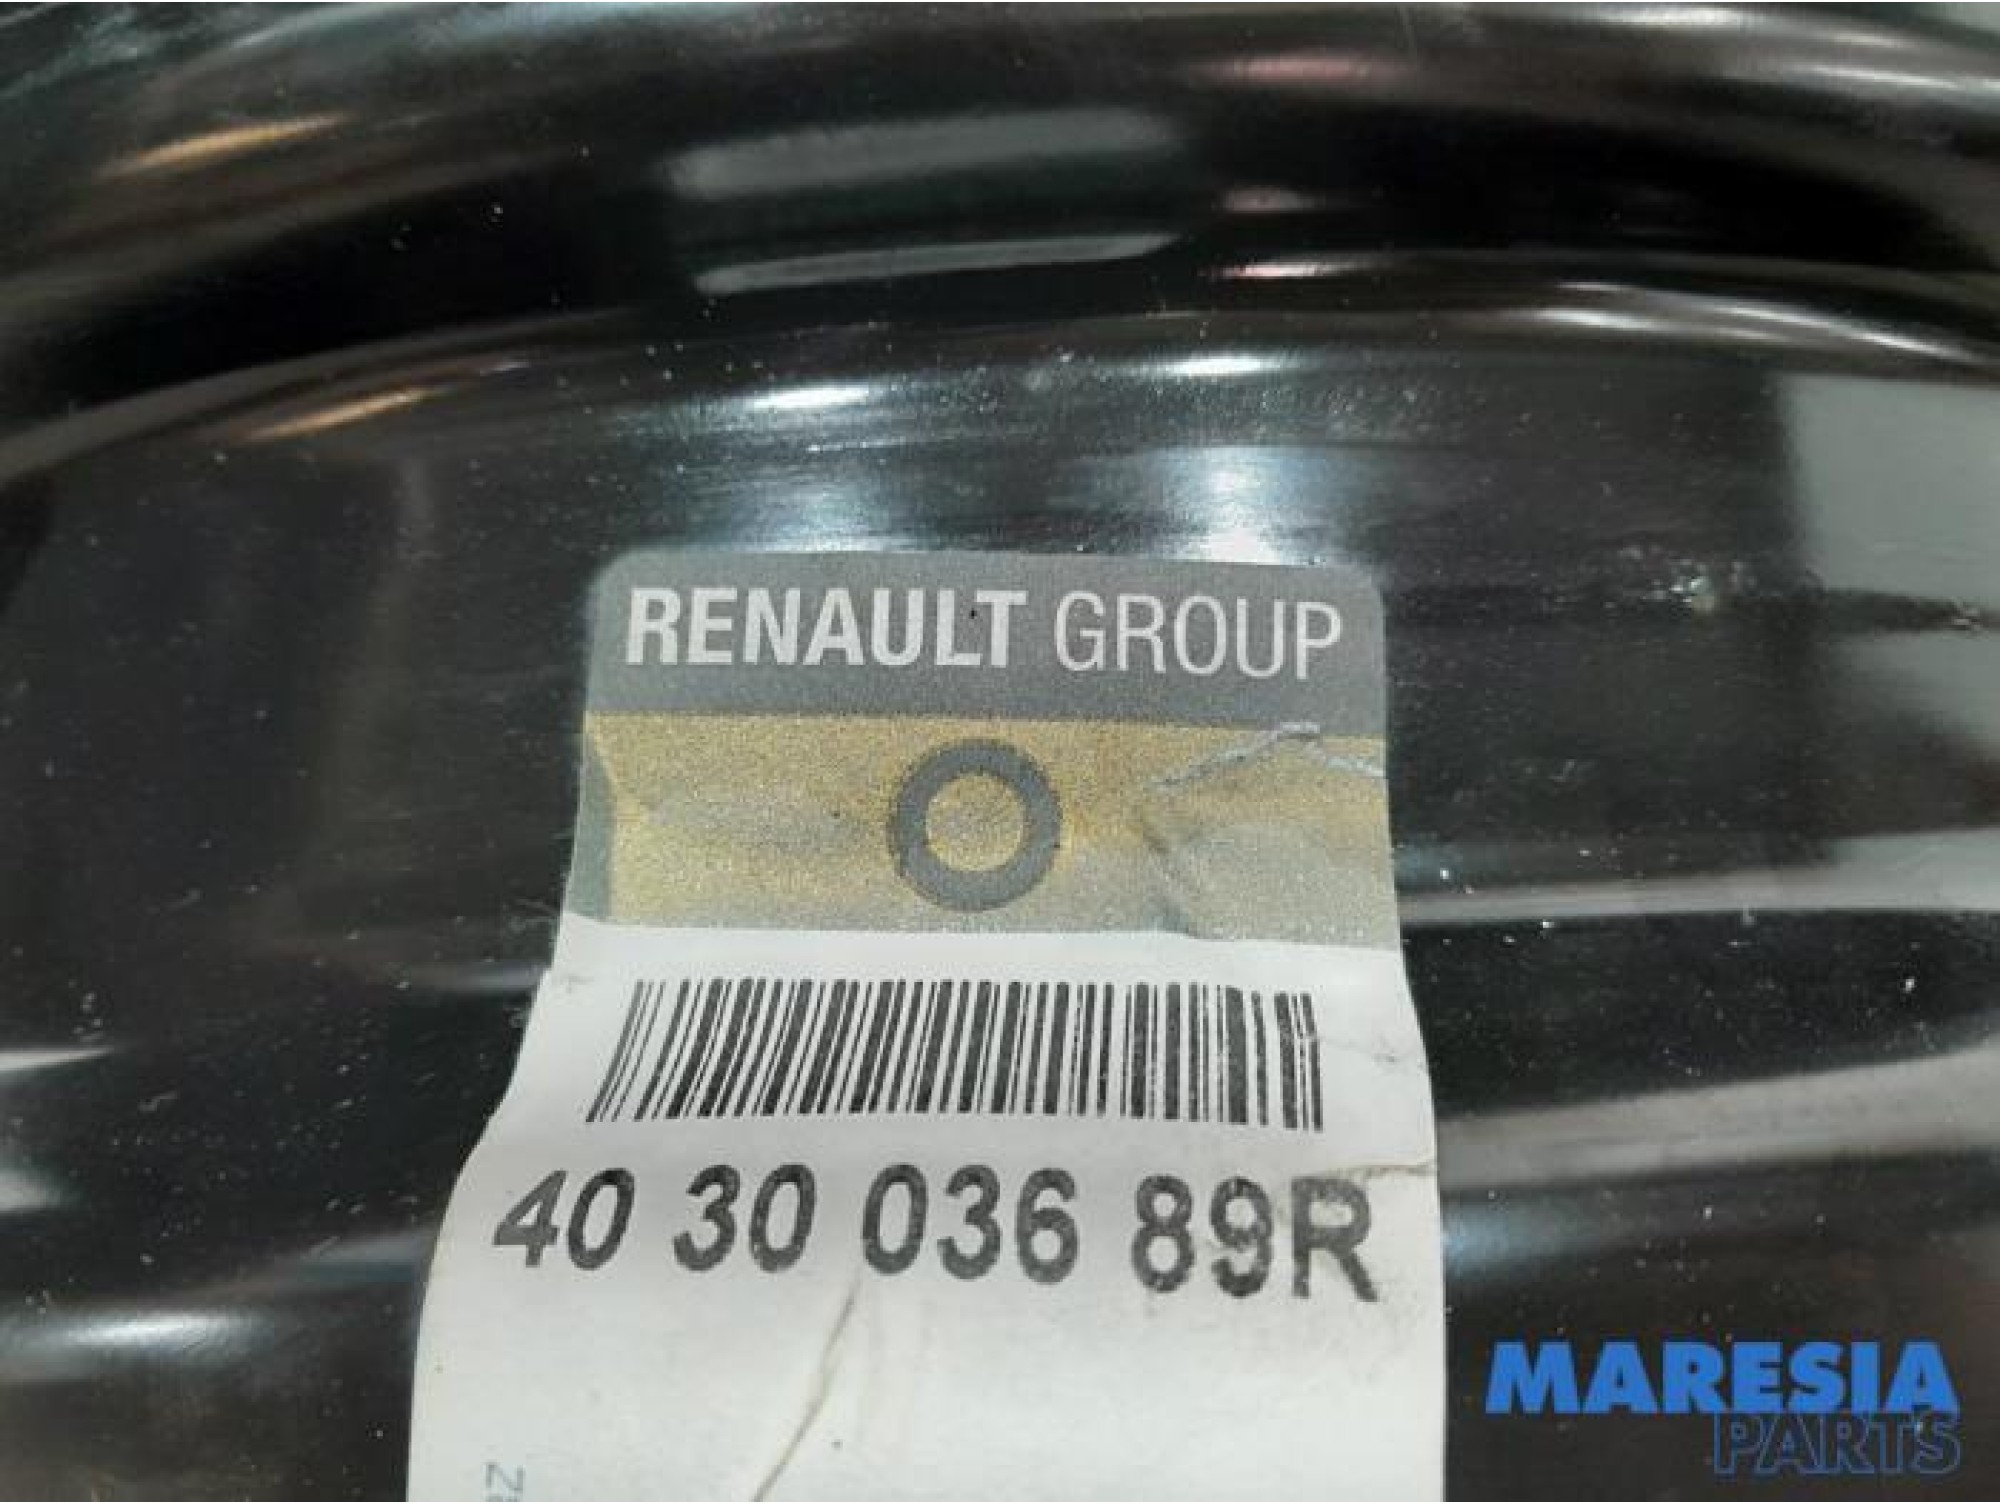 RENAULT GROUP
40 30 036 89R
MARESIA
PARTS